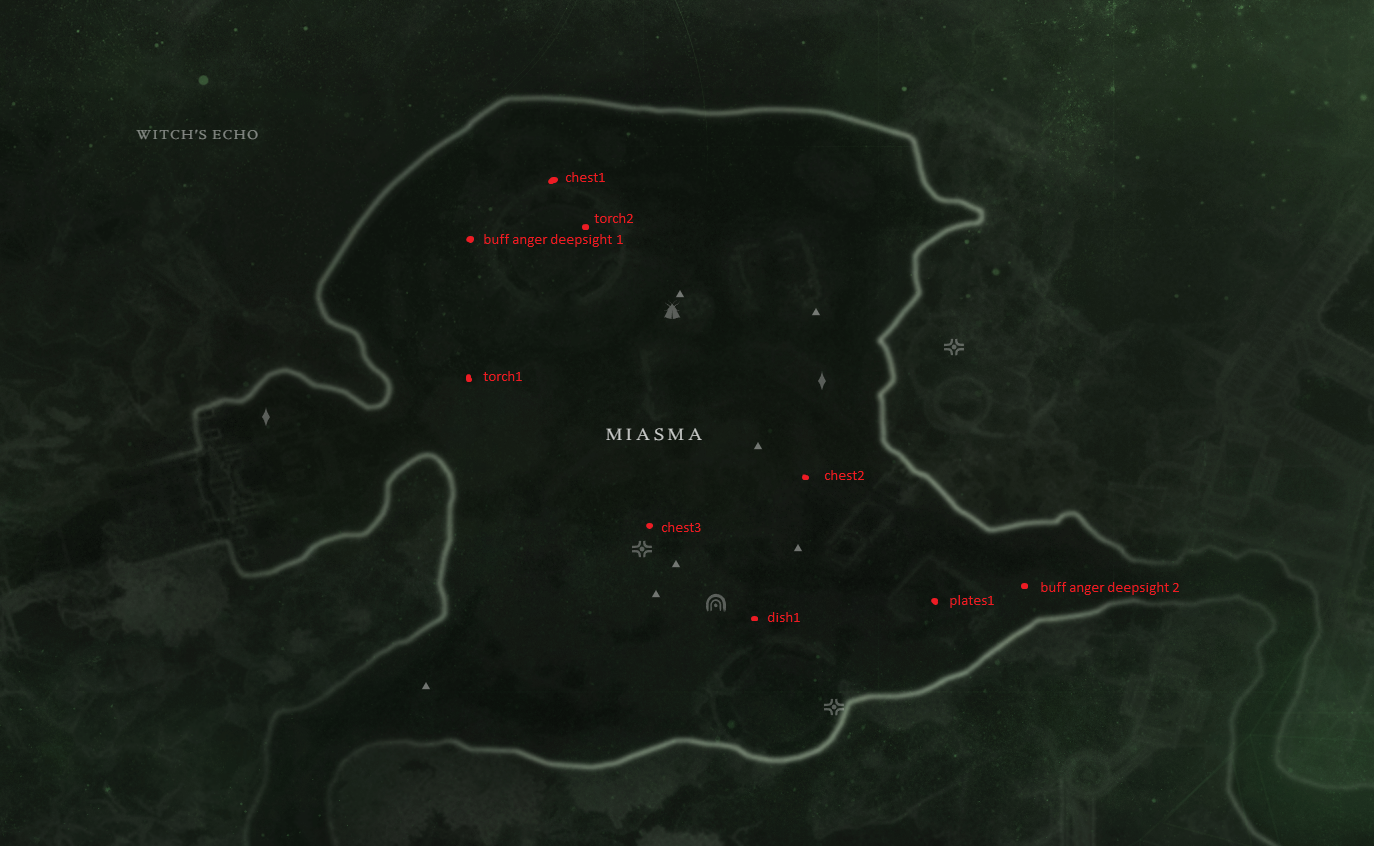 WITCH'S ECHO
chest1
torch2
buff anger deepsight 1
torch1
MIASMA
chest2
chest3
buff anger deepsight 2
plates1
dish1